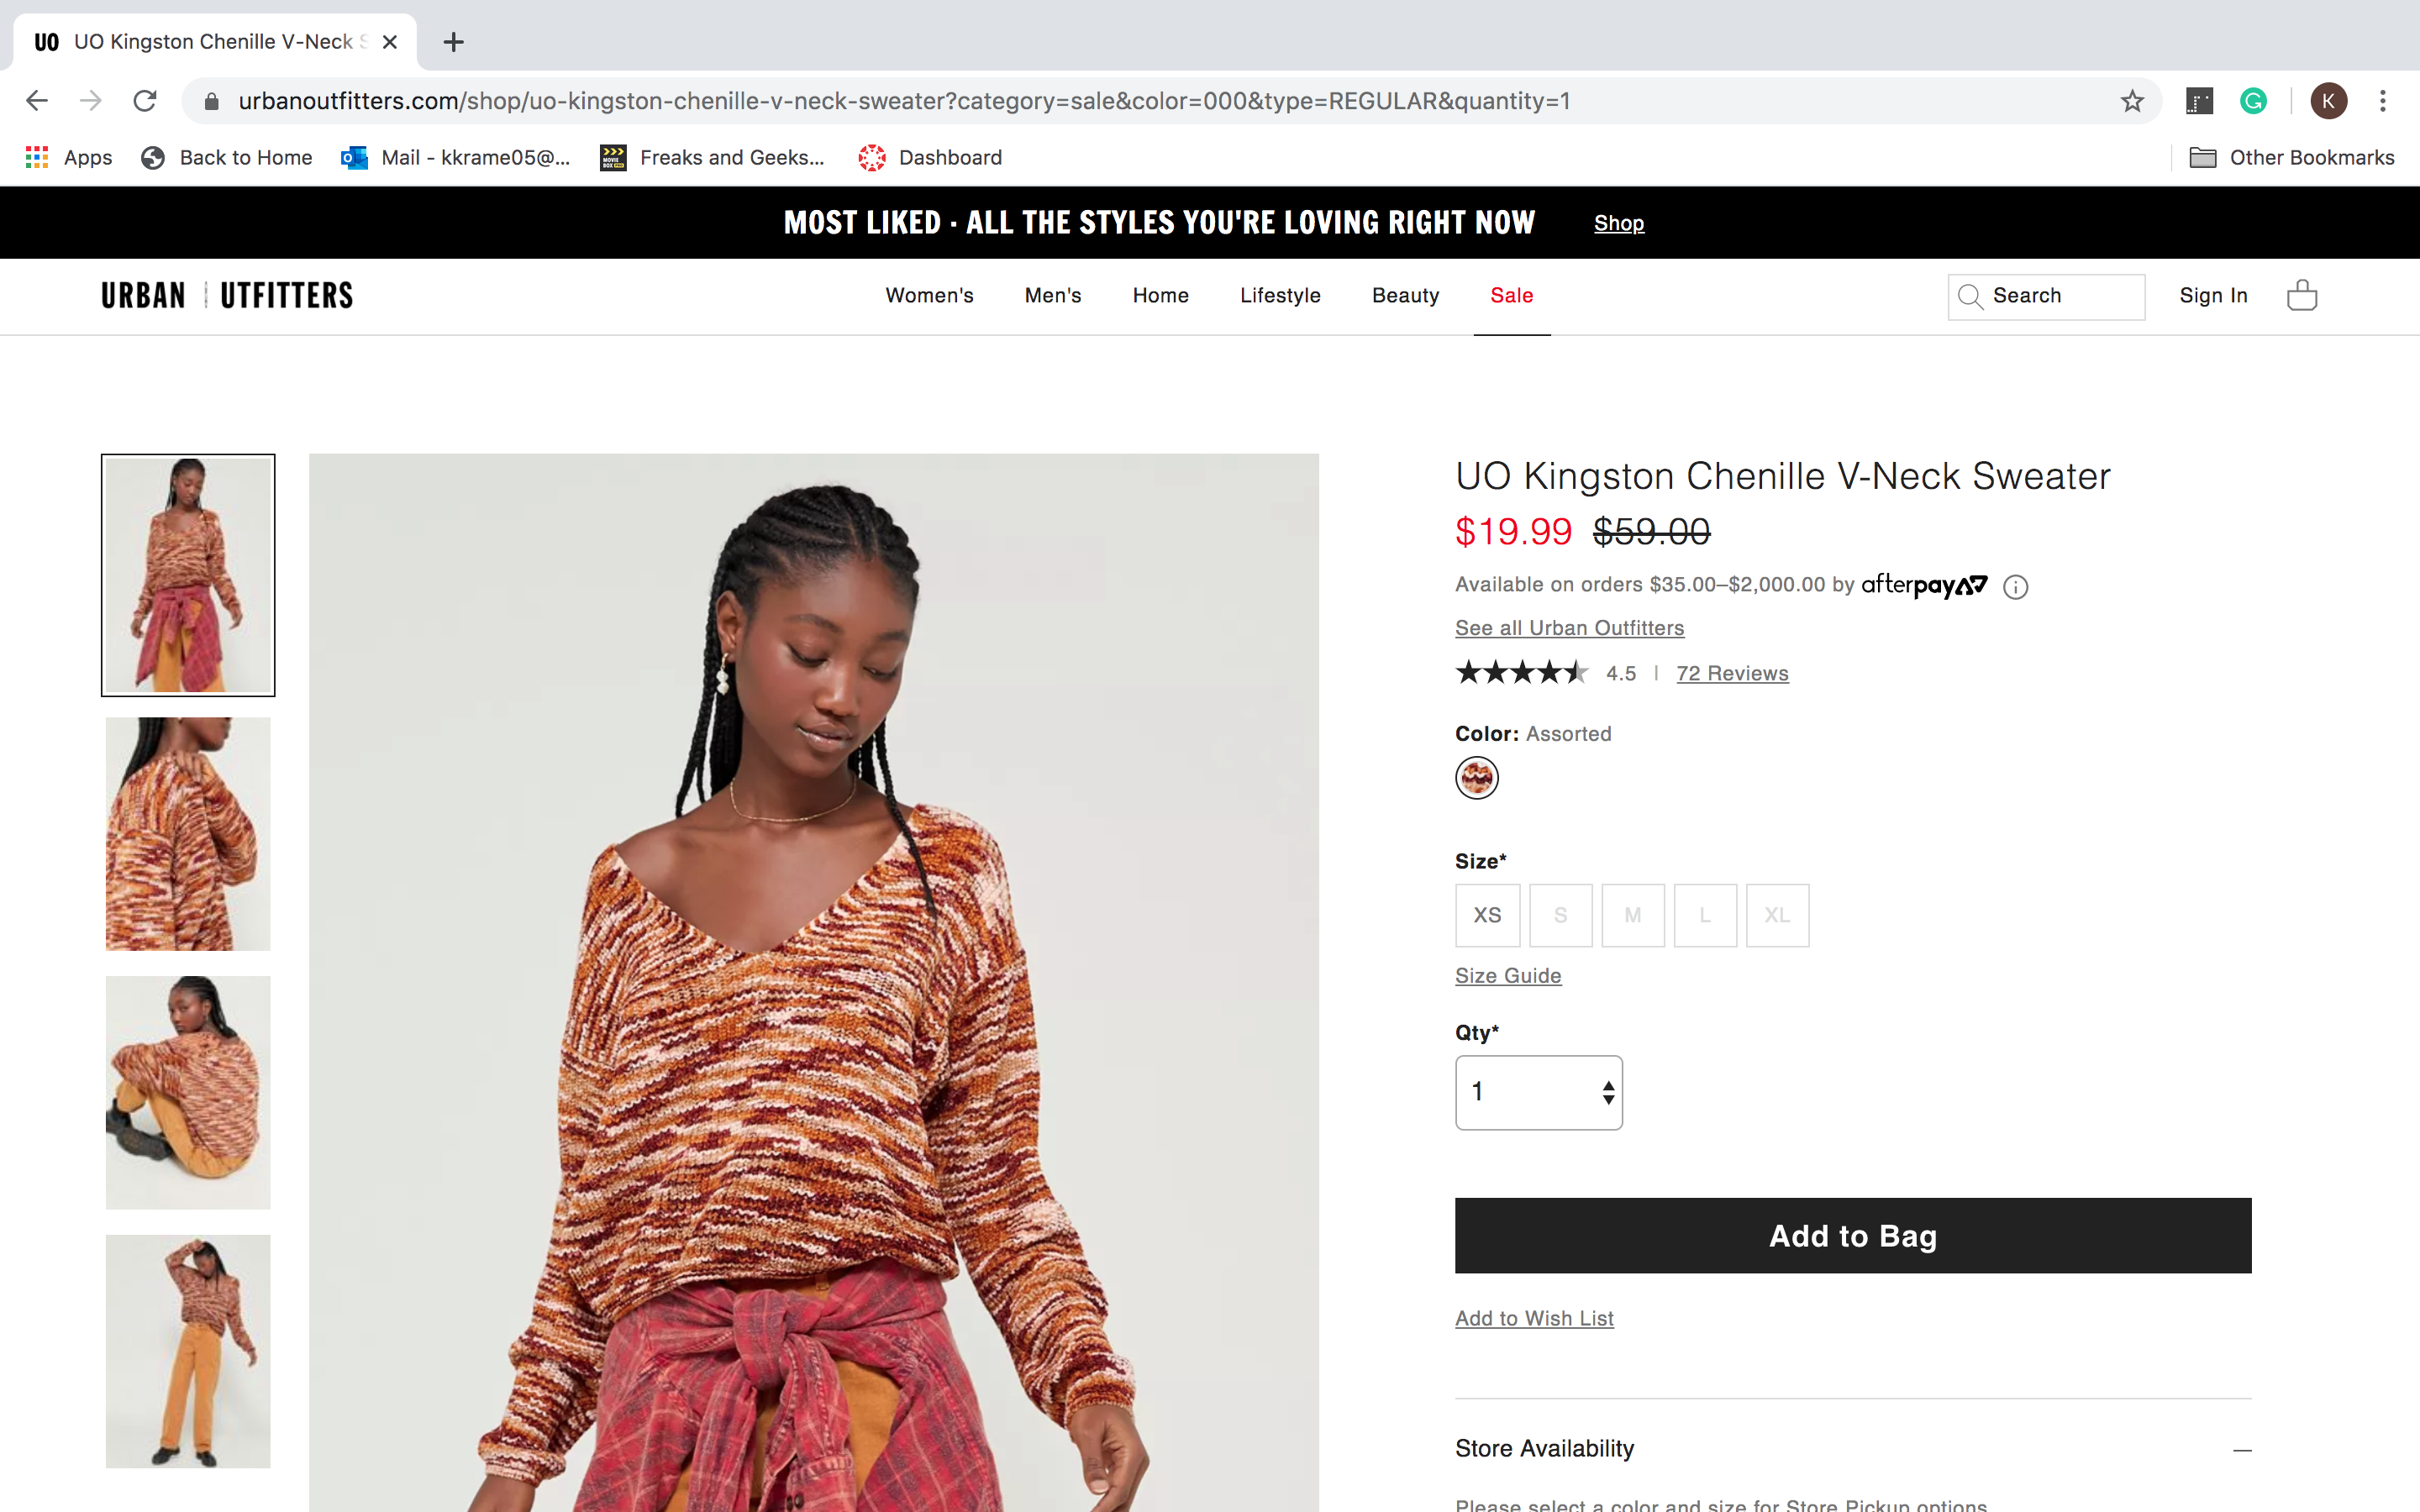 UO UO Kingston Chenille V-Neck S
urbanoutfitters.com/shop/uo-kingston-chenille-v-neck-sweater?category=sale&color=000&type=REGULAR&quantity=1
K
Apps Back to Home Mail - kkrame05@... Freaks and Geeks... Dashboard Other Bookmarks
MOST LIKED · ALL THE STYLES YOU'RE LOVING RIGHT NOW Shop
URBAN UTFITTERS
Women's Men's Home Lifestyle Beauty Sale
Search Sign In
UO Kingston Chenille V-Neck Sweater
$19.99 $59.00
Available on orders $35.00–$2,000.00 by afterpay
See all Urban Outfitters
4.5 | 72 Reviews
Color: Assorted
Size*
XS S M L XL
Size Guide
Qty*
1
Add to Bag
Add to Wish List
Store Availability
Please select a color and size for Store Pickup options